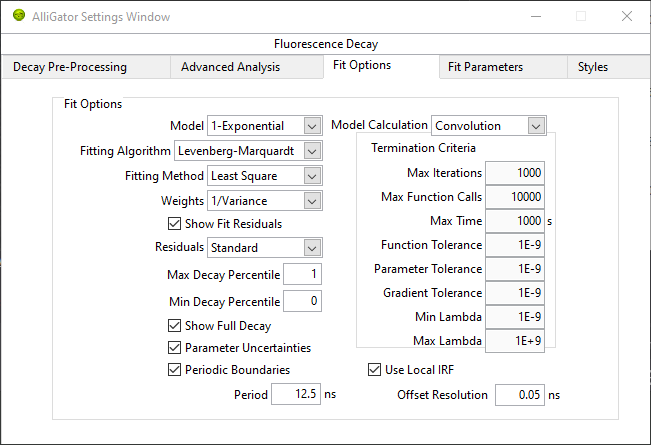 AlliGator Settings Window
Fluorescence Decay
Decay Pre-Processing Advanced Analysis Fit Options Fit Parameters Styles
Fit Options
Model 1-Exponential Model Calculation Convolution
Fitting Algorithm Levenberg-Marquardt Termination Criteria
Fitting Method Least Square Max Iterations 1000
Weights 1/Variance Max Function Calls 10000
Show Fit Residuals Max Time 1000 s
Residuals Standard Function Tolerance 1E-9
Max Decay Percentile 1 Parameter Tolerance 1E-9
Min Decay Percentile 0 Gradient Tolerance 1E-9
Show Full Decay Min Lambda 1E-9
Parameter Uncertainties Max Lambda 1E+9
Periodic Boundaries Use Local IRF
Period 12.5 ns Offset Resolution 0.05 ns